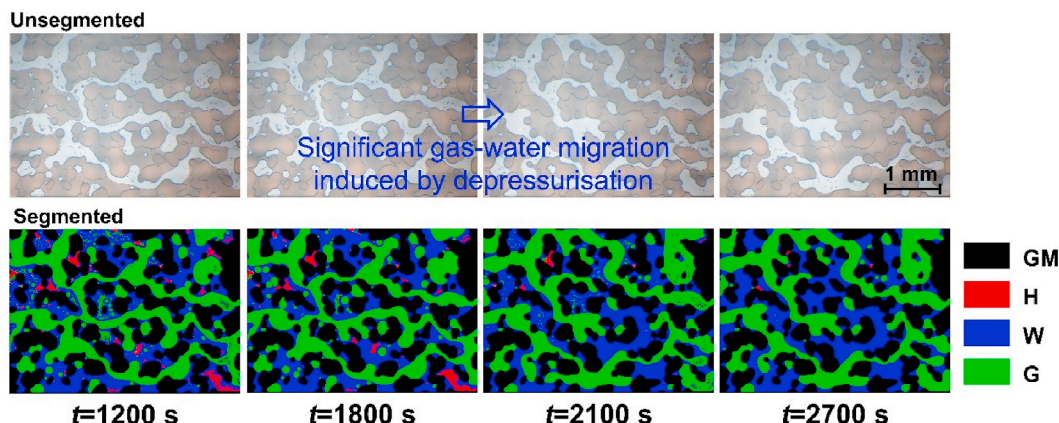 Unsegmented
Significant gas-water migration
induced by depressurisation
1 mm
Segmented
GM
H
W
G
t=1200 s
t=1800 s
t=2100 s
t=2700 s